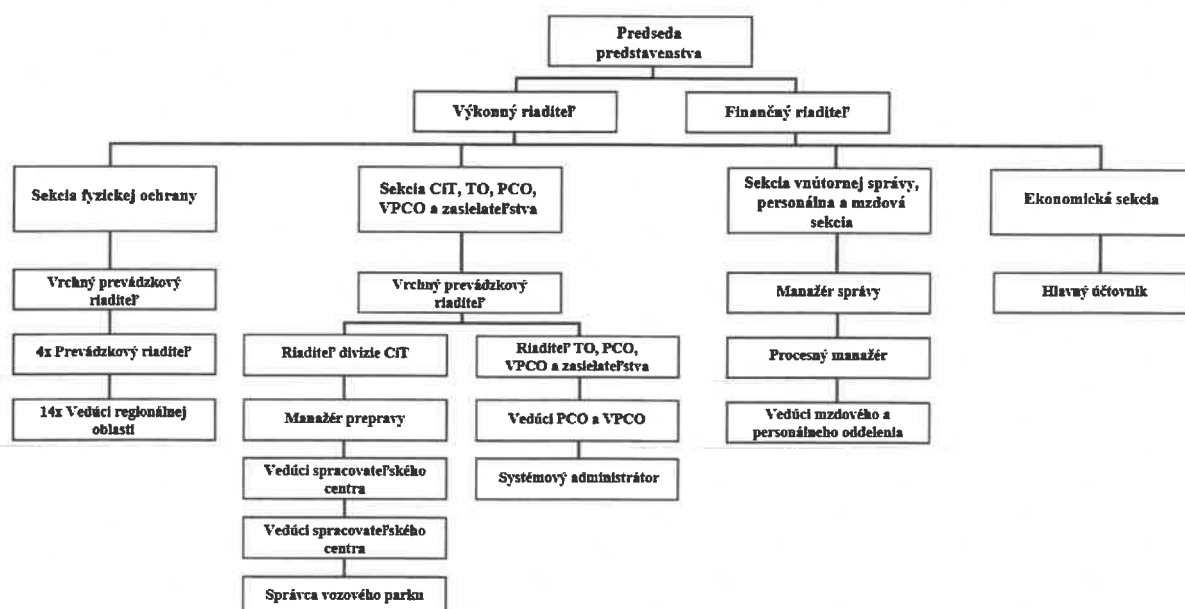 Predseda
predstavenstva
Výkonný riaditeľ
Finančný riaditeľ
Sekcia fyzickej ochrany
Sekcia CiT, TO, PCO,
VPCO a zasielateľstva
Sekcia vnútornej správy,
personálna a mzdová
sekcia
Ekonomická sekcia
Vrchný prevádzkový
riaditeľ
Vrchný prevádzkový
riaditeľ
Manažér správy
Hlavný účtovník
4x Prevádzkový riaditeľ
Riaditeľ divízie CiT
Riaditeľ TO, PCO,
VPCO a zasielateľstva
Procesný manažér
14x Vedúci regionálnej
oblasti
Manažér prepravy
Vedúci PCO a VPCO
Vedúci mzdového a
personálneho oddelenia
Vedúci spracovateľského
centra
Systémový administrátor
Vedúci spracovateľského
centra
Správca vozového parku